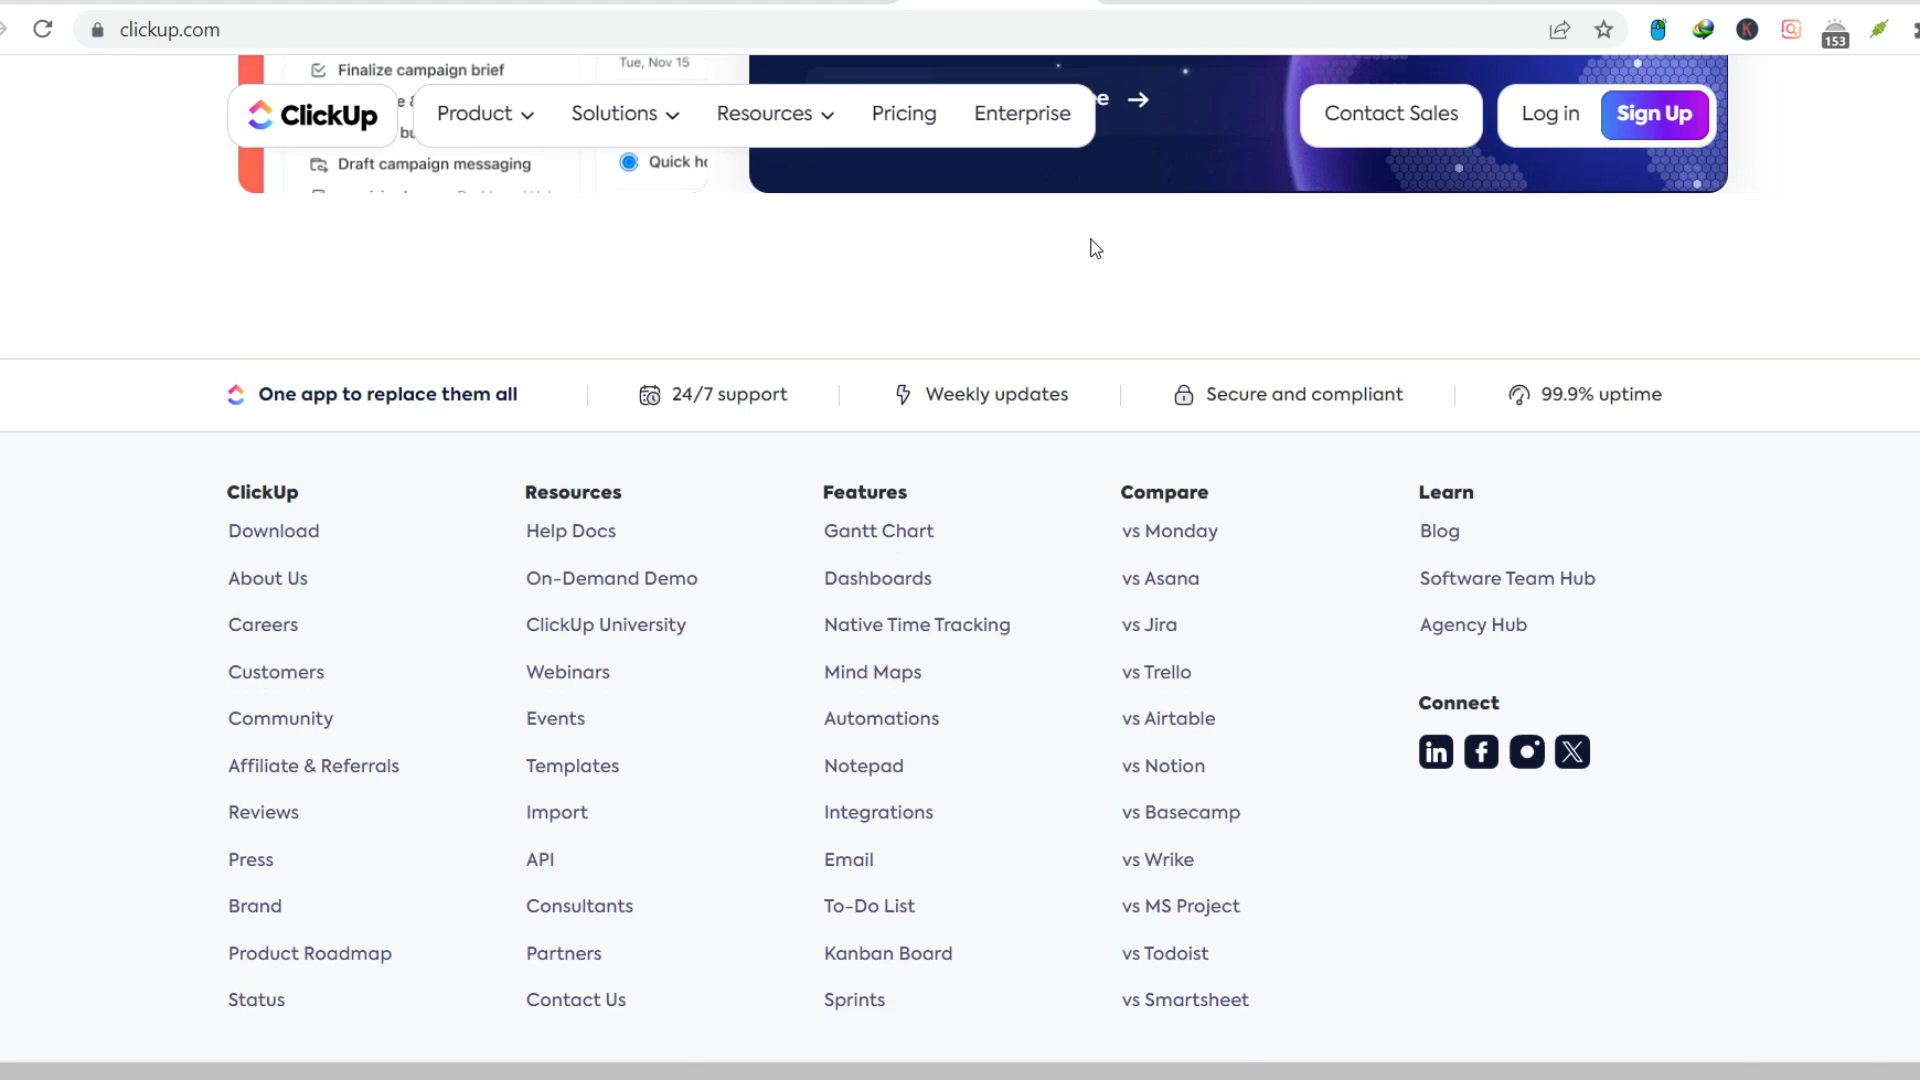 clickup.com
153
Finalize campaign brief
Tue, Nov 15
ClickUp
Product
Solutions
Resources
Pricing
Enterprise
Contact Sales
Log in
Sign Up
Draft campaign messaging
Quick
One app to replace them all
24/7 support
Weekly updates
Secure and compliant
99.9% uptime
ClickUp
Download
About Us
Careers
Customers
Community
Affiliate & Referrals
Reviews
Press
Brand
Product Roadmap
Status
Resources
Help Docs
On-Demand Demo
ClickUp University
Webinars
Events
Templates
Import
API
Consultants
Partners
Contact Us
Features
Gantt Chart
Dashboards
Native Time Tracking
Mind Maps
Automations
Notepad
Integrations
Email
To-Do List
Kanban Board
Sprints
Compare
vs Monday
vs Asana
vs Jira
vs Trello
vs Airtable
vs Notion
vs Basecamp
vs Wrike
vs MS Project
vs Todoist
vs Smartsheet
Learn
Blog
Software Team Hub
Agency Hub
Connect